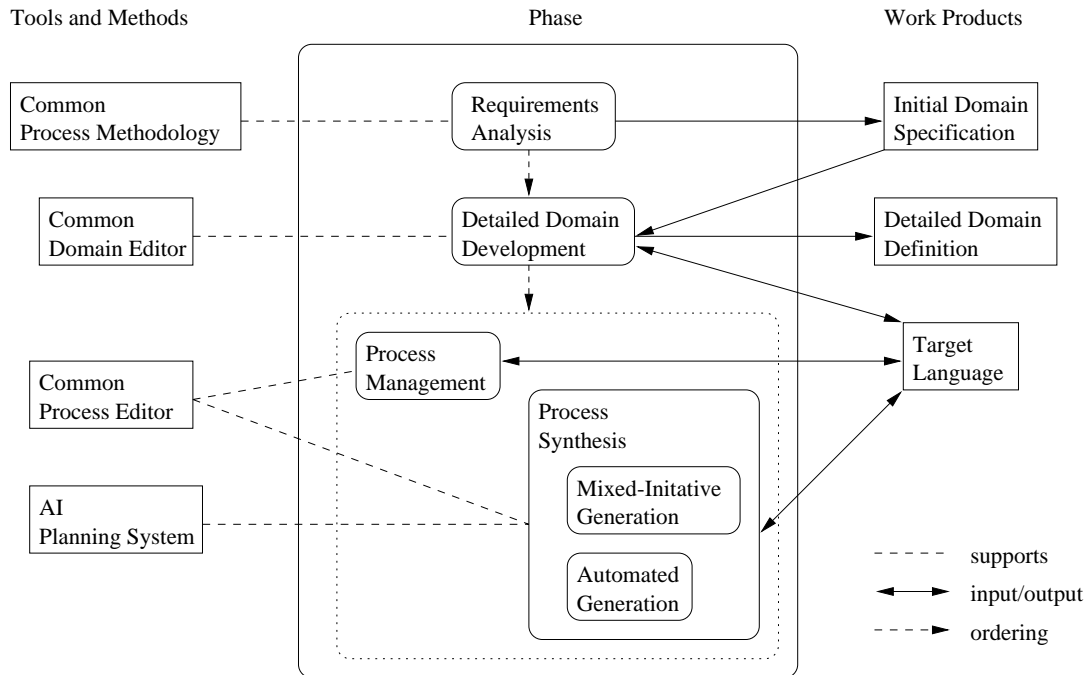 Tools and Methods
Phase
Work Products
Common
Process Methodology
Requirements
Analysis
Initial Domain
Specification
Common
Domain Editor
Detailed Domain
Development
Detailed Domain
Definition
Common
Process Editor
Process
Management
Target
Language
Process
Synthesis
AI
Planning System
Mixed-Initative
Generation
Automated
Generation
supports
input/output
ordering